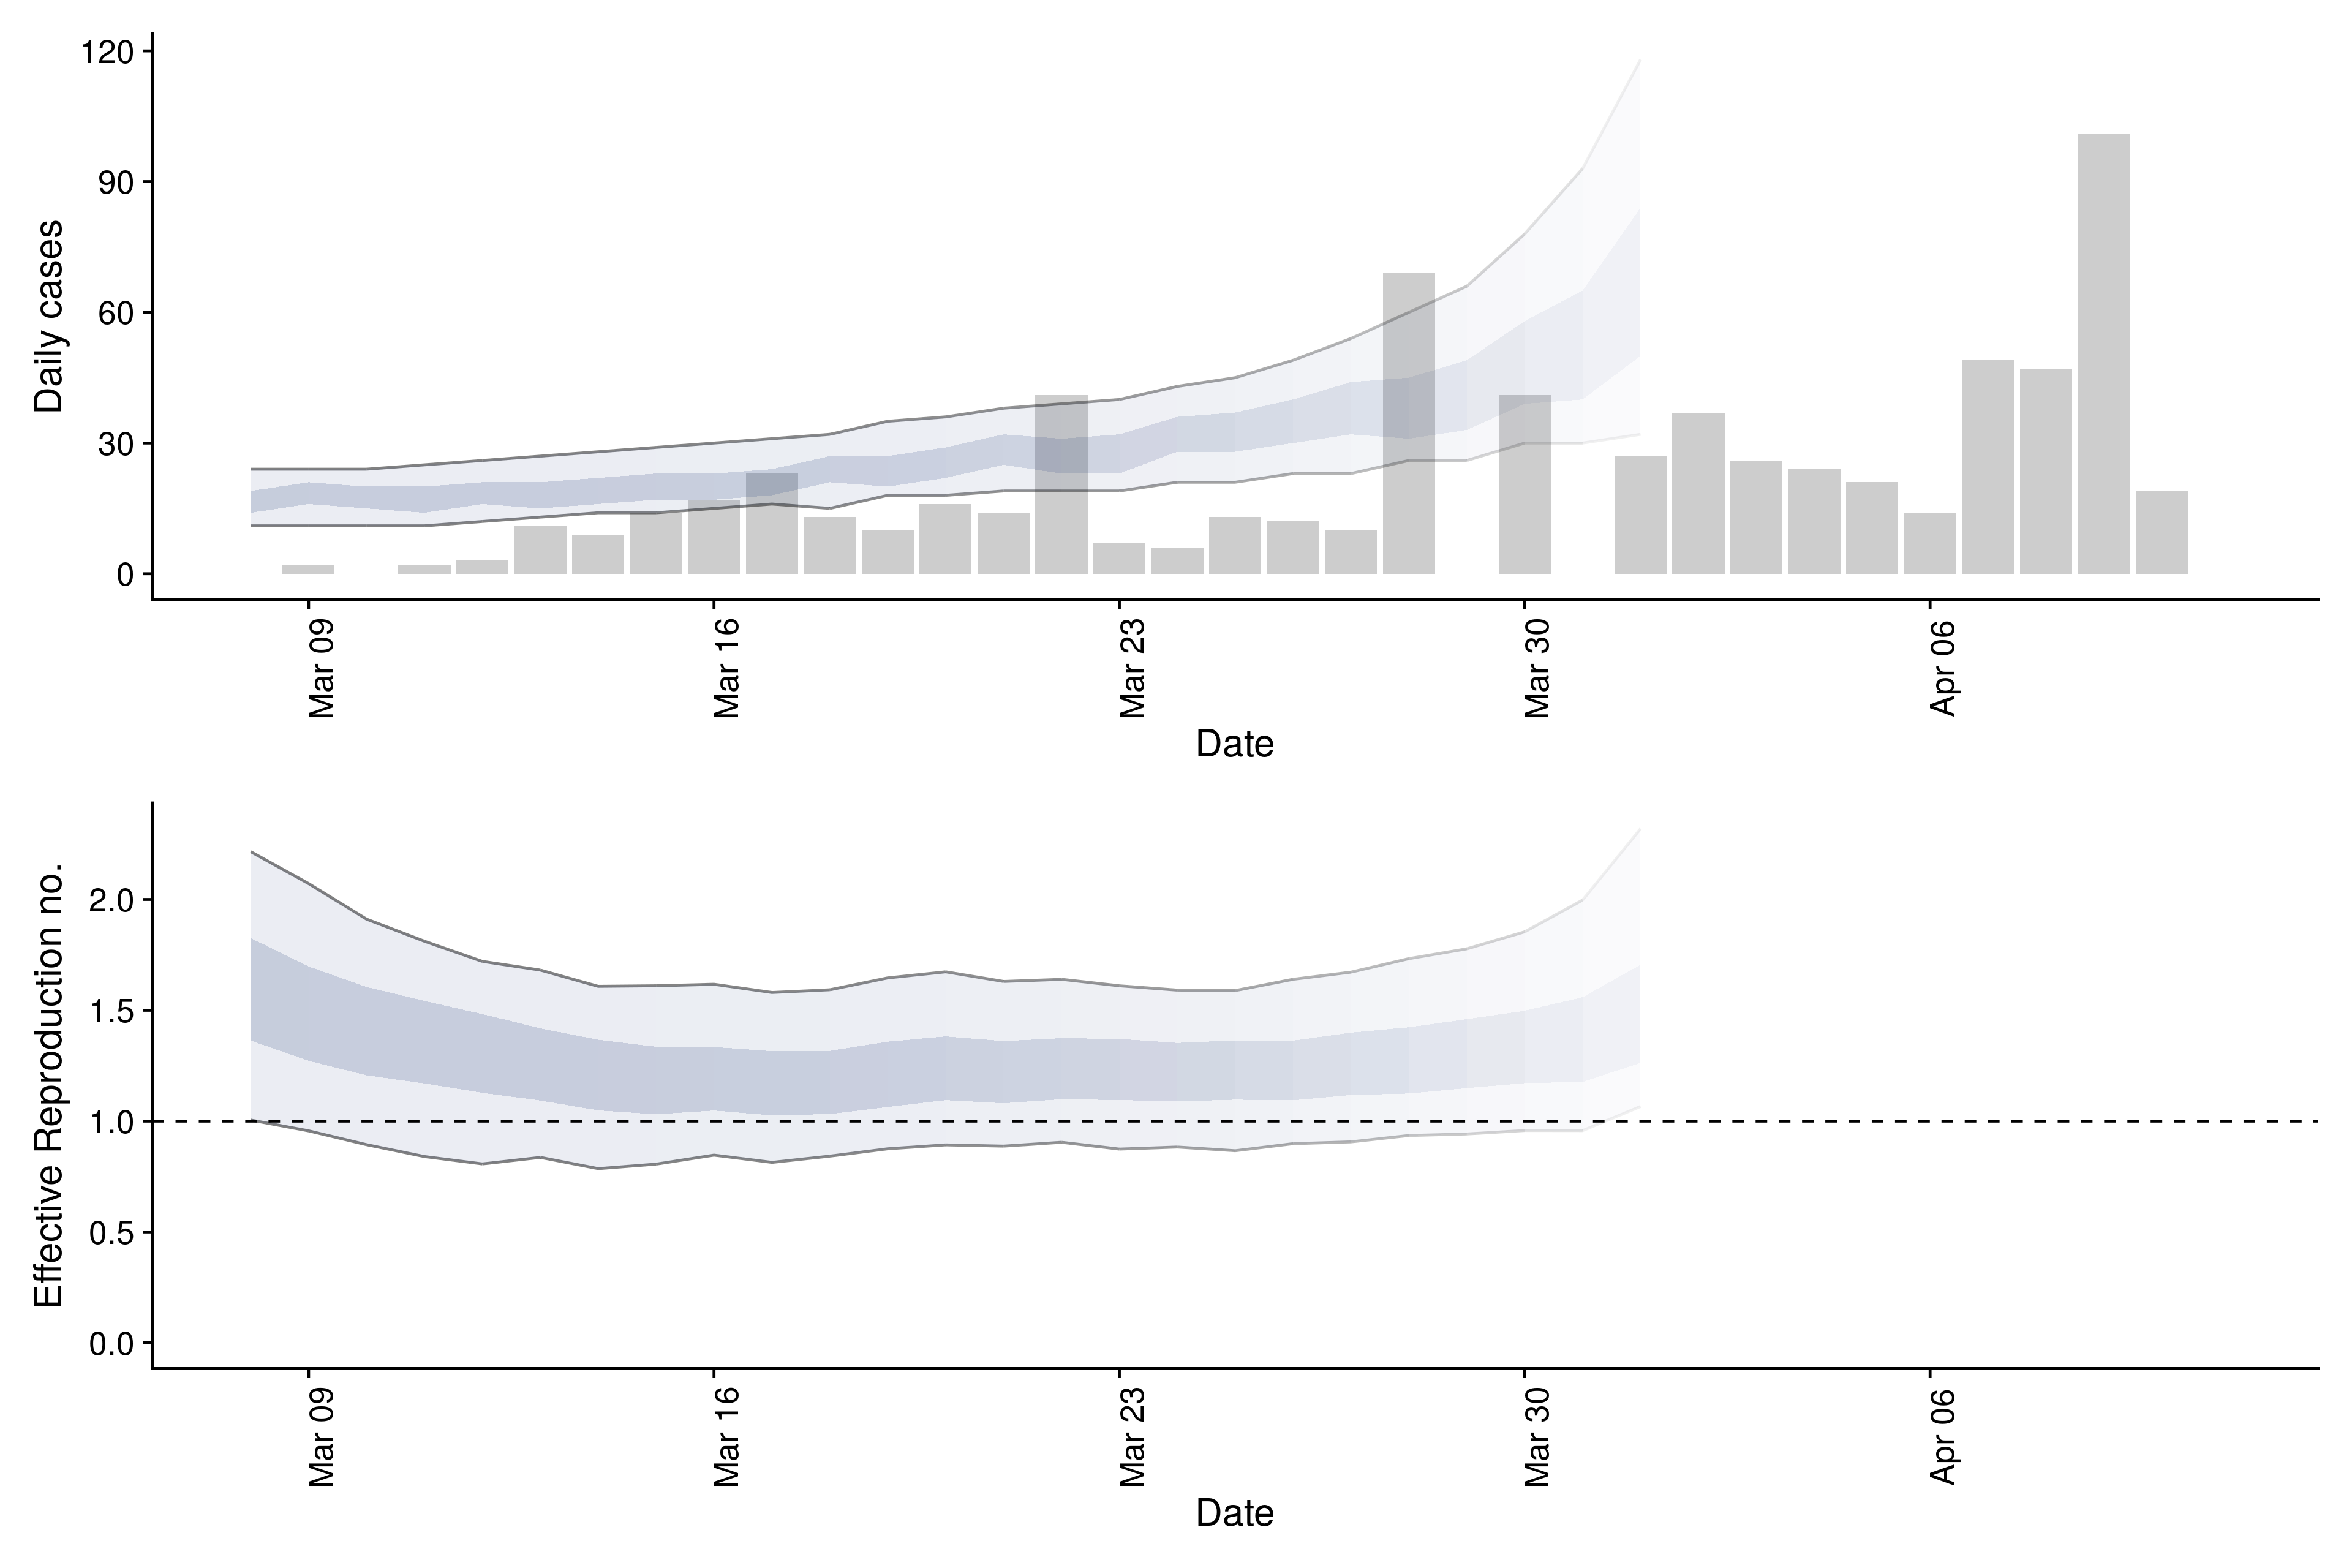 120
90
60
30
0
Daily cases
Mar 09
Mar 16
Mar 23
Mar 30
Apr 06
Date
2.0
1.5
1.0
0.5
0.0
Effective Reproduction no.
Mar 09
Mar 16
Mar 23
Mar 30
Apr 06
Date